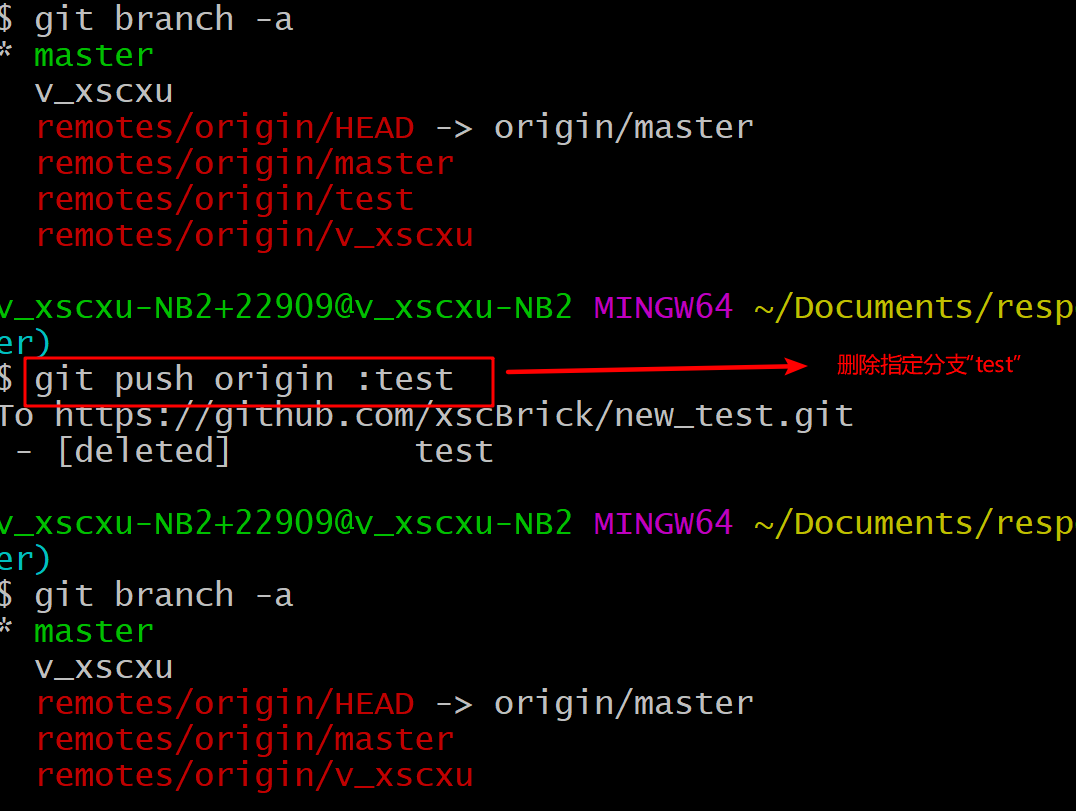 $ git branch -a
* master
v_xscxu
remotes/origin/HEAD -> origin/master
remotes/origin/master
remotes/origin/test
remotes/origin/v_xscxu
v_xscxu-NB2+22909@v_xscxu-NB2 MINGW64 ~/Documents/resp
er)
$ git push origin :test
删除指定分支"test"
To https://github.com/xscBrick/new_test.git
- [deleted] test
v_xscxu-NB2+22909@v_xscxu-NB2 MINGW64 ~/Documents/resp
er)
$ git branch -a
* master
v_xscxu
remotes/origin/HEAD -> origin/master
remotes/origin/master
remotes/origin/v_xscxu